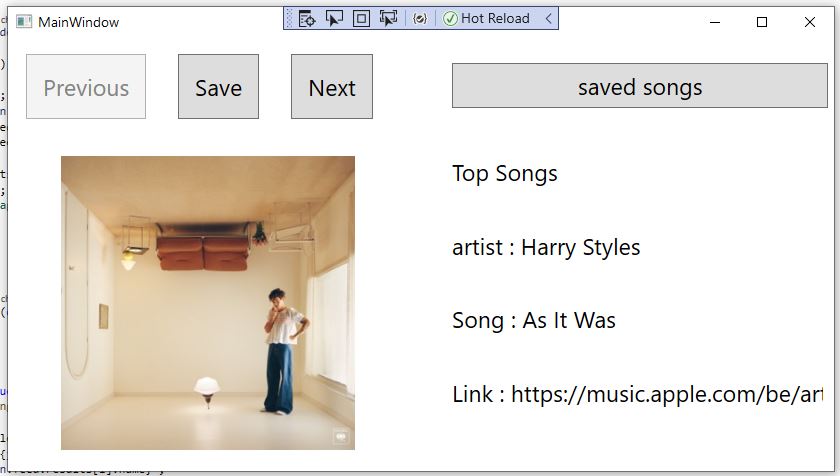 MainWindow
Hot Reload
Previous
Save
Next
saved songs
Top Songs
artist : Harry Styles
Song : As It Was
Link : https://music.apple.com/be/art